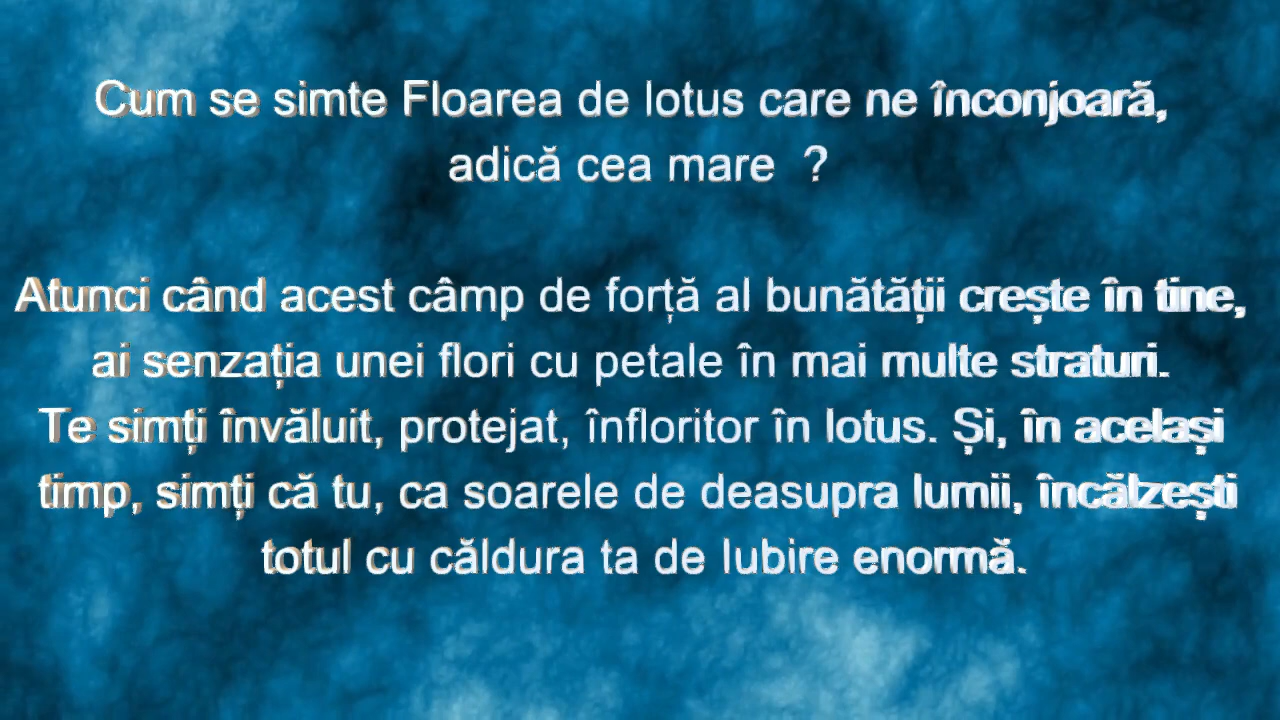 Cum se simte Floarea de lotus care ne înconjoară,
adică cea mare ?
Atunci când acest câmp de forță al bunătății crește în tine,
ai senzația unei flori cu petale în mai multe straturi.
Te simți învăluit, protejat, înfloritor în lotus. Și, în același
timp, simți că tu, ca soarele de deasupra lumii, încălzești
totul cu căldura ta de Iubire enormă.